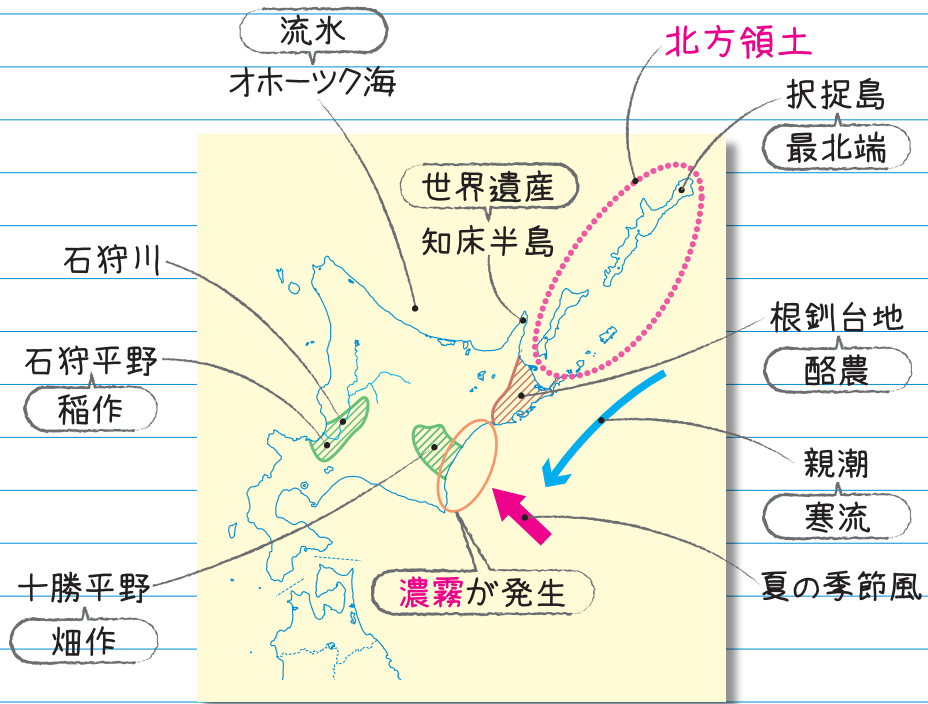 流氷
オホーツク海
北方領土
択捉島
最北端
世界遺産
知床半島
石狩川
石狩平野
稲作
根釧台地
酪農
親潮
寒流
十勝平野
畑作
濃霧が発生
夏の季節風